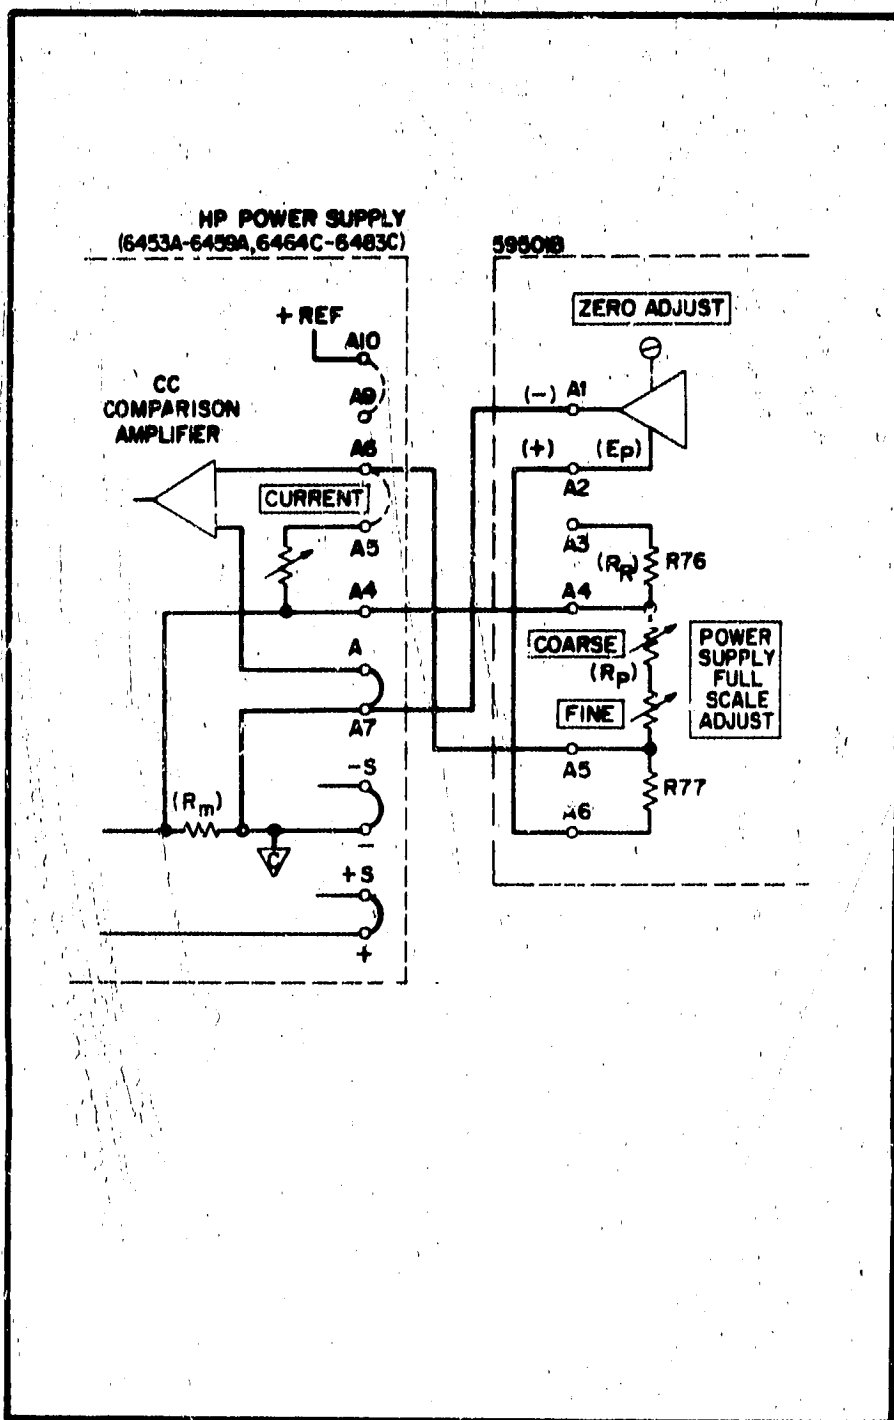 HP POWER SUPPLY
(6453A-6459A, 6464C-6483C)
+ REF
A10
A9
CC
COMPARISON
AMPLIFIER
A6
CURRENT
A5
A4
A
A7
-S
(Rm)
-
C
+S
+
59501B
ZERO ADJUST
(-) A1
(+) (Ep)
A2
A3
(RR) R76
A4
COARSE
(Rp)
FINE
POWER
SUPPLY
FULL
SCALE
ADJUST
A5
R77
A6